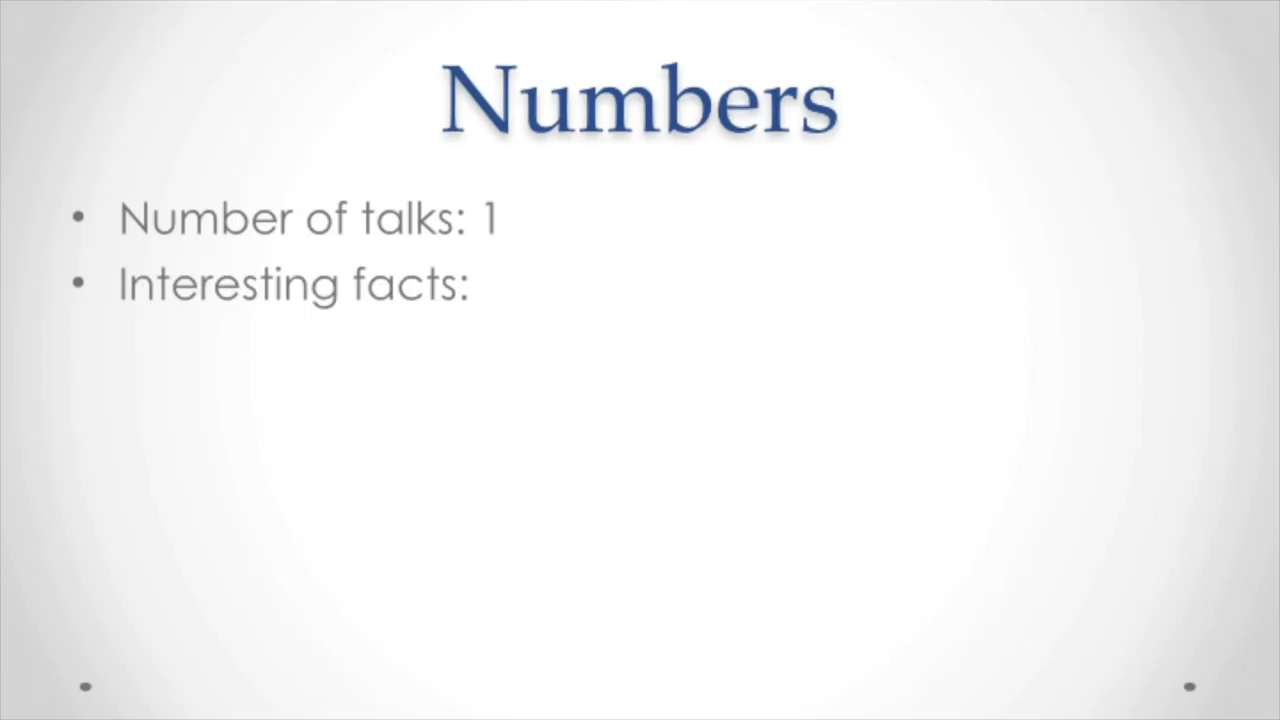 Numbers
• Number of talks: 1
• Interesting facts: